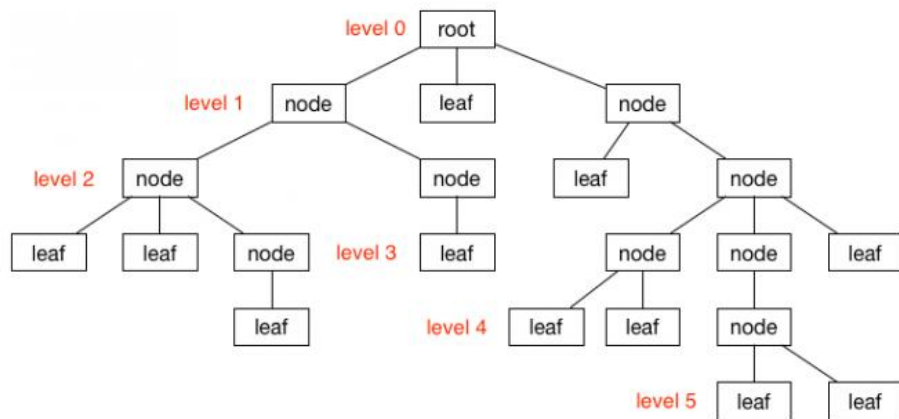 level 0 root
level 1 node leaf node
level 2 node node leaf node
leaf leaf node level 3 leaf node node leaf
leaf level 4 leaf leaf node
level 5 leaf leaf